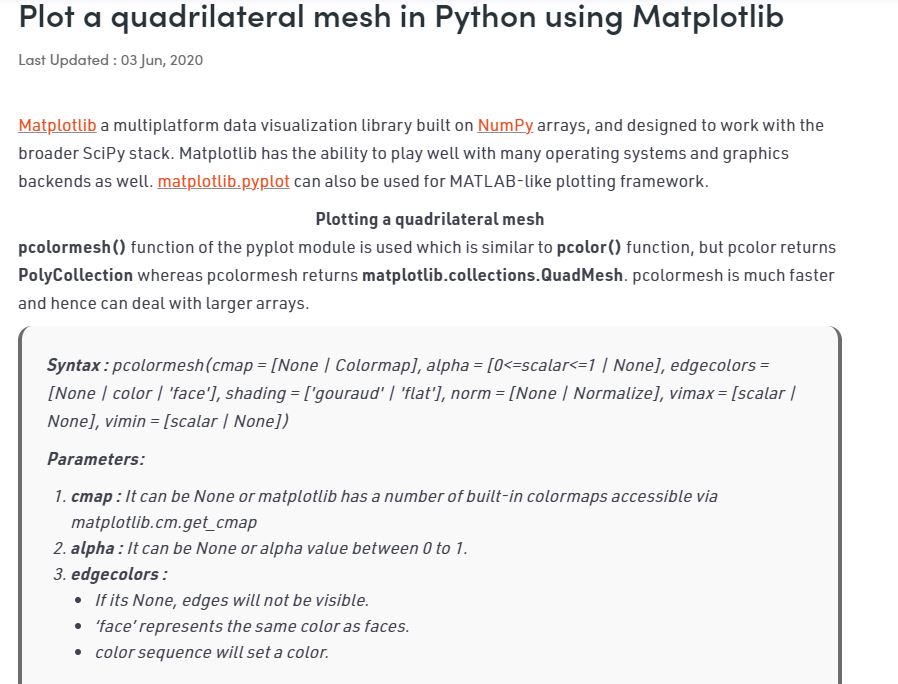 Plot a quadrilateral mesh in Python using Matplotlib
Last Updated : 03 Jun, 2020
Matplotlib a multiplatform data visualization library built on NumPy arrays, and designed to work with the
broader SciPy stack. Matplotlib has the ability to play well with many operating systems and graphics
backends as well. matplotlib.pyplot can also be used for MATLAB-like plotting framework.
Plotting a quadrilateral mesh
pcolormesh() function of the pyplot module is used which is similar to pcolor() function, but pcolor returns
PolyCollection whereas pcolormesh returns matplotlib.collections.QuadMesh. pcolormesh is much faster
and hence can deal with larger arrays.
Syntax : pcolormesh(cmap = [None | Colormap], alpha = [0<=scalar<=1 | None], edgecolors =
[None | color | 'face'], shading = ['gouraud' | 'flat'], norm = [None | Normalize], vimax = [scalar |
None], vimin = [scalar | None])
Parameters:
1. cmap : It can be None or matplotlib has a number of built-in colormaps accessible via
matplotlib.cm.get_cmap
2. alpha : It can be None or alpha value between 0 to 1.
3. edgecolors :
• If its None, edges will not be visible.
• ‘face’ represents the same color as faces.
• color sequence will set a color.